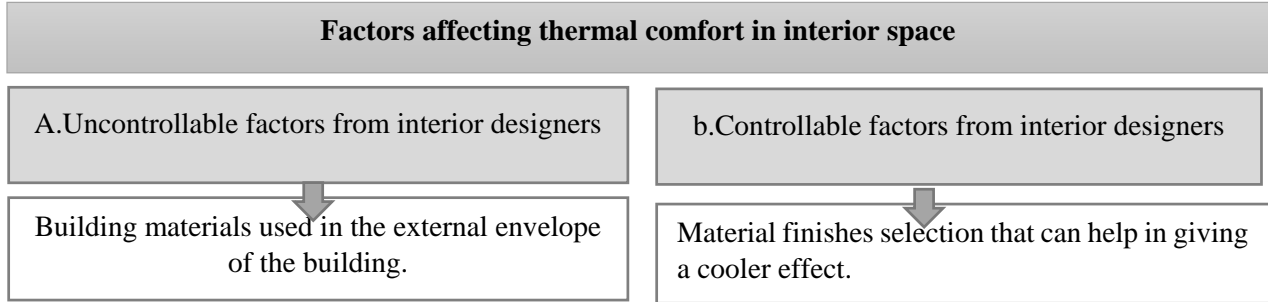 Factors affecting thermal comfort in interior space
A.Uncontrollable factors from interior designers
Building materials used in the external envelope
of the building.
b.Controllable factors from interior designers
Material finishes selection that can help in giving
a cooler effect.